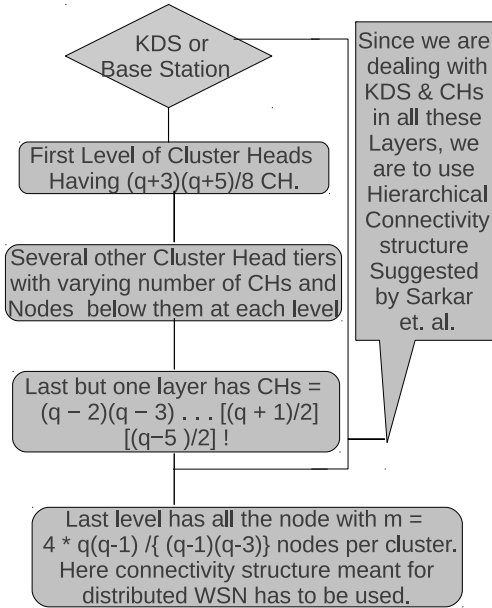 KDS or
Base Station
First Level of Cluster Heads
Having (q+3)(q+5)/8 CH.
Several other Cluster Head tiers
with varying number of CHs and
Nodes below them at each level
Last but one layer has CHs =
(q − 2)(q − 3) . . . [(q + 1)/2]
[(q−5 )/2] !
Last level has all the node with m =
4 * q(q-1) /{ (q-1)(q-3)} nodes per cluster.
Here connectivity structure meant for
distributed WSN has to be used.
Since we are
dealing with
KDS & CHs
in all these
Layers, we
are to use
Hierarchical
Connectivity
structure
Suggested
by Sarkar
et. al.